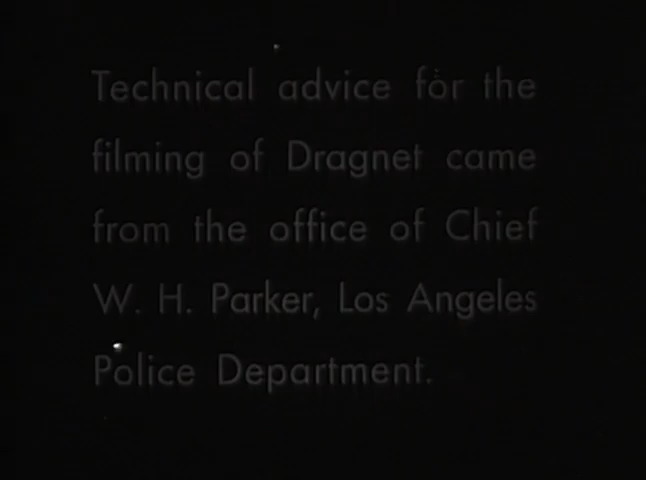 Technical advice for the
filming of Dragnet came
from the office of Chief
W. H. Parker, Los Angeles
Police Department.